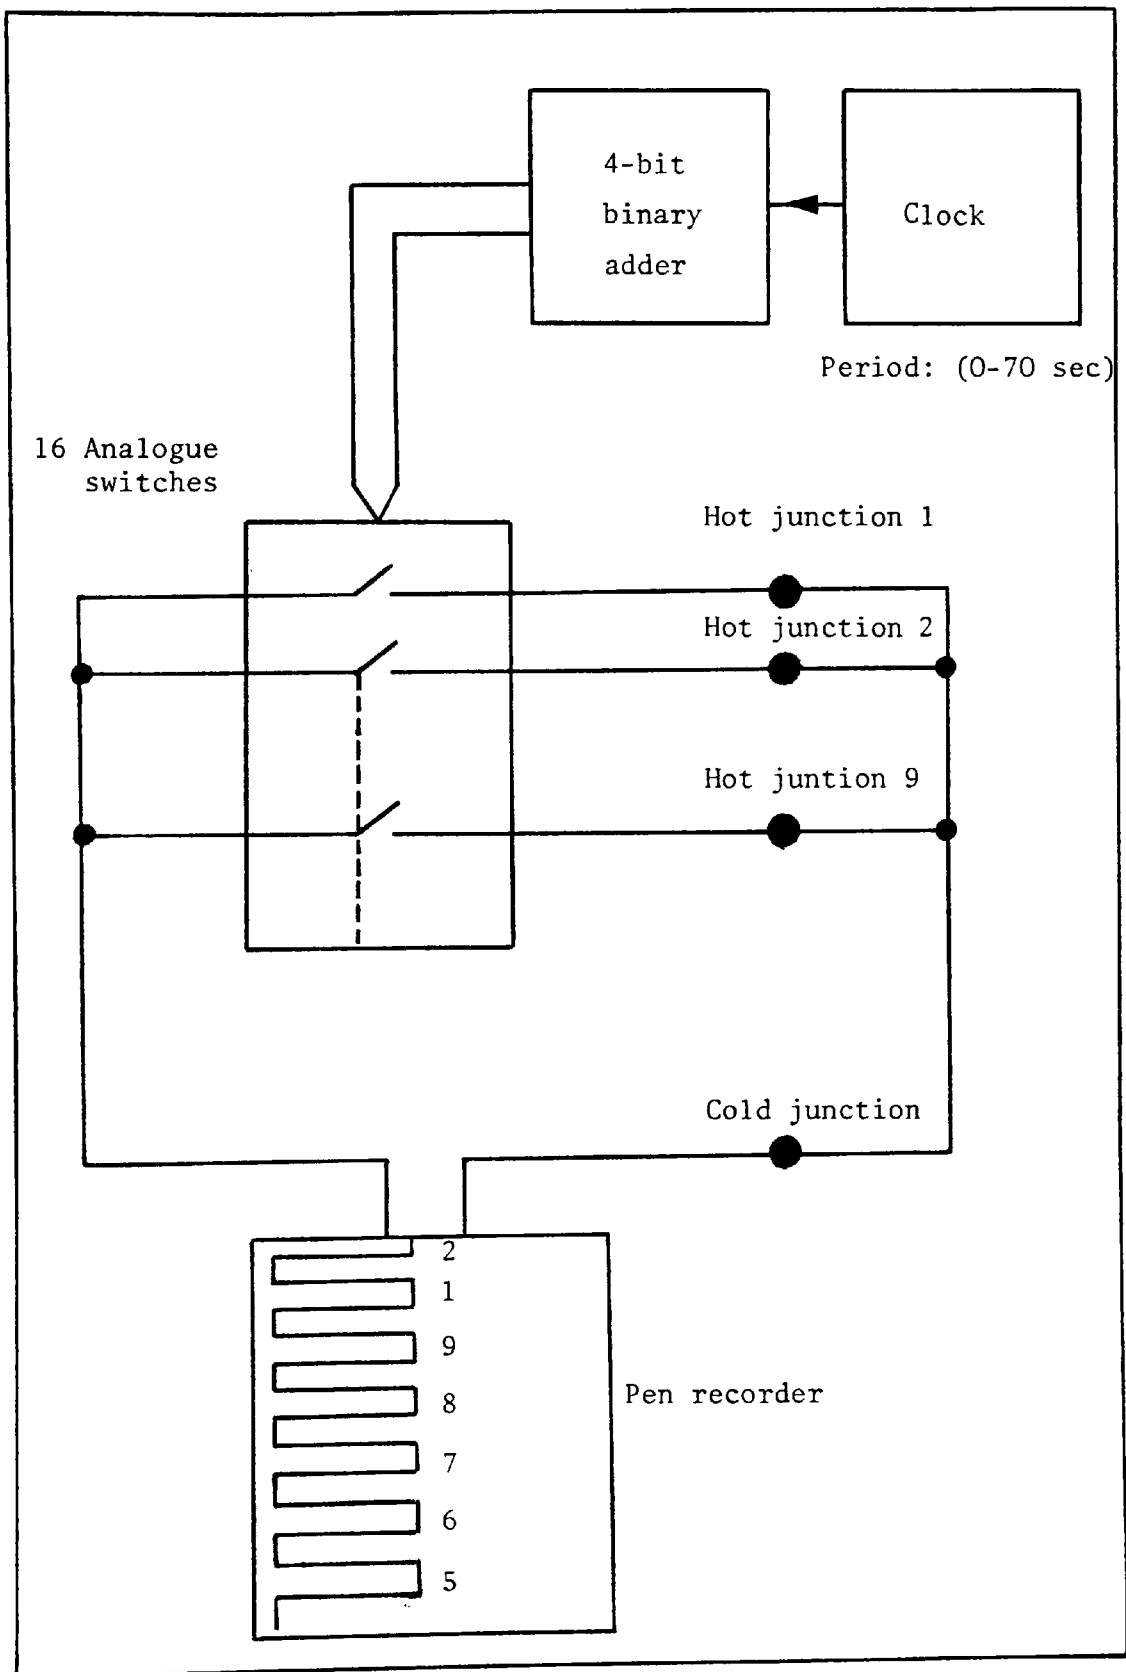 4-bit
binary
adder
Clock
Period: (0-70 sec)
16 Analogue
switches
Hot junction 1
Hot junction 2
Hot juntion 9
Cold junction
2
1
9
8
7
6
5
Pen recorder